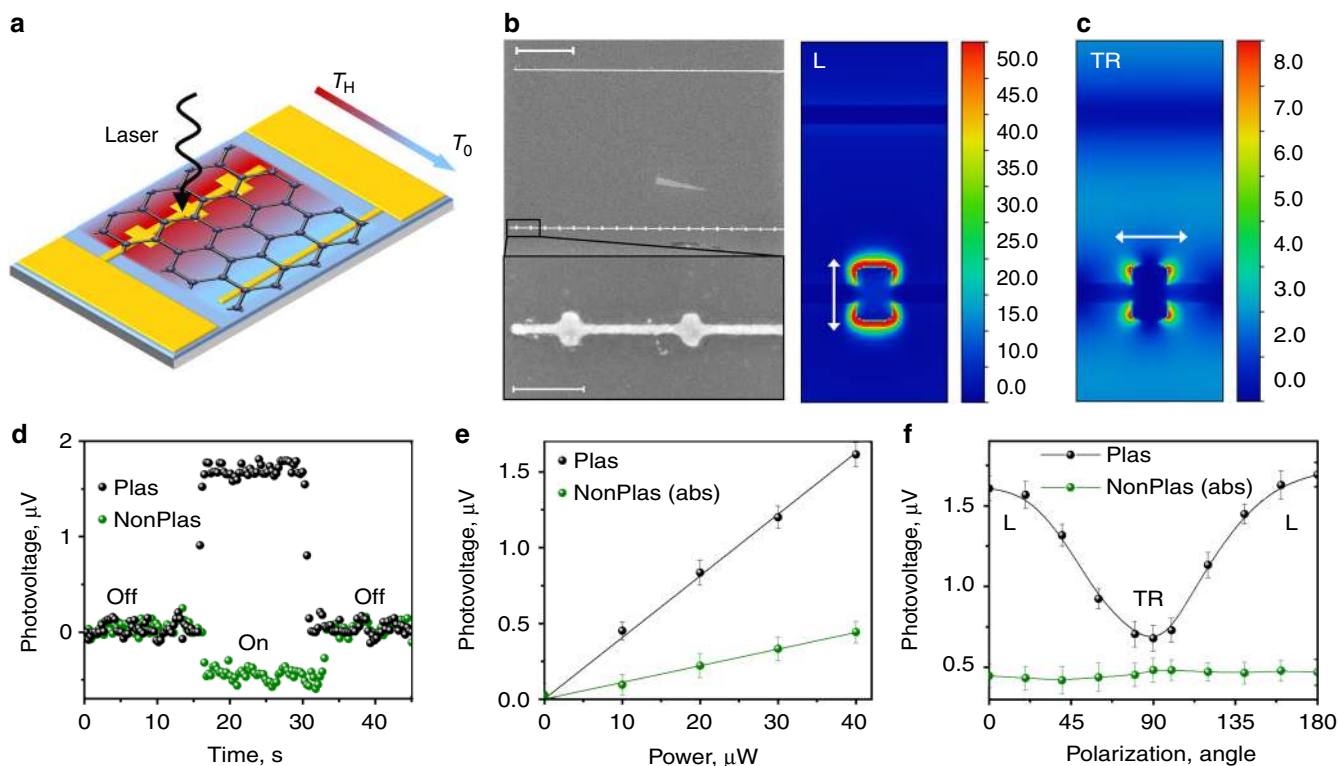 a
T_H
T_0
Laser
b
L
50.0
45.0
40.0
35.0
30.0
25.0
20.0
15.0
10.0
0.0
c
TR
8.0
7.0
6.0
5.0
4.0
3.0
2.0
0.0
d
Photovoltage, μV
2
1
0
Plas
NonPlas
Off
On
Off
0
10
20
30
40
Time, s
e
Photovoltage, μV
1.5
1.0
0.5
0.0
Plas
NonPlas (abs)
0
10
20
30
40
Power, μW
f
Photovoltage, μV
1.5
1.0
0.5
Plas
NonPlas (abs)
L
TR
L
0
45
90
135
180
Polarization, angle